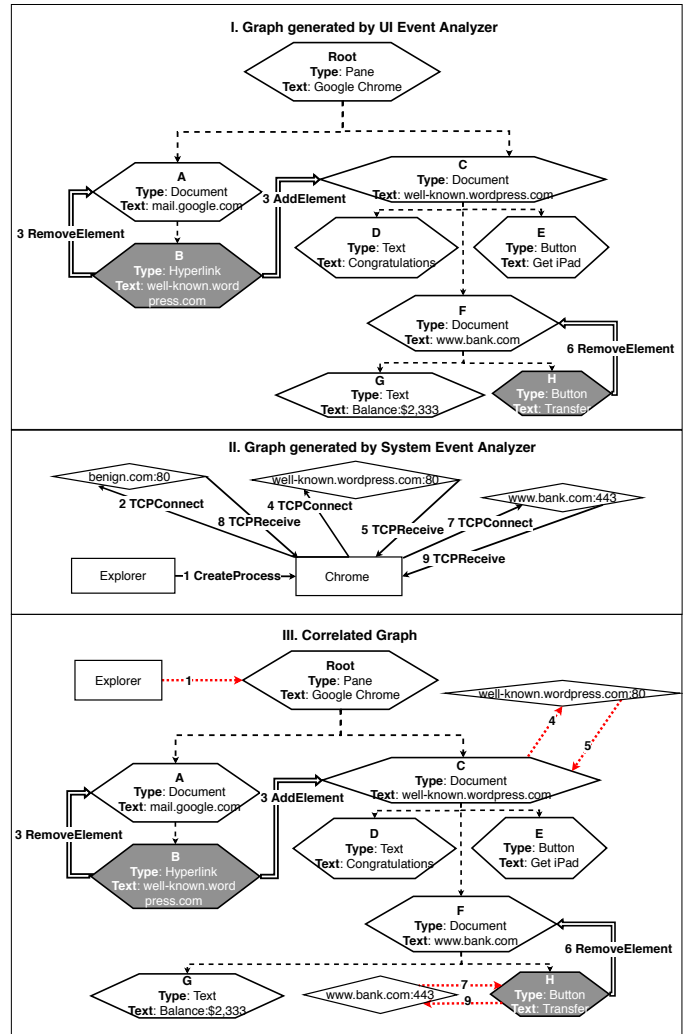 I. Graph generated by UI Event Analyzer
Root
Type: Pane
Text: Google Chrome
A
Type: Document
Text: mail.google.com
C
Type: Document
Text: well-known.wordpress.com
3 AddElement
3 RemoveElement
B
Type: Hyperlink
Text: well-known.word
press.com
D
Type: Text
Text: Congratulations
E
Type: Button
Text: Get iPad
F
Type: Document
Text: www.bank.com
6 RemoveElement
G
Type: Text
Text: Balance:$2,333
H
Type: Button
Text: Transfer
II. Graph generated by System Event Analyzer
benign.com:80
well-known.wordpress.com:80
www.bank.com:443
2 TCPConnect
4 TCPConnect
8 TCPReceive
5 TCPReceive
7 TCPConnect
9 TCPReceive
Explorer
1 CreateProcess
Chrome
III. Correlated Graph
Explorer
1
Root
Type: Pane
Text: Google Chrome
well-known.wordpress.com:80
4
5
A
Type: Document
Text: mail.google.com
C
Type: Document
Text: well-known.wordpress.com
3 AddElement
3 RemoveElement
B
Type: Hyperlink
Text: well-known.word
press.com
D
Type: Text
Text: Congratulations
E
Type: Button
Text: Get iPad
F
Type: Document
Text: www.bank.com
6 RemoveElement
G
Type: Text
Text: Balance:$2,333
www.bank.com:443
7
9
H
Type: Button
Text: Transfer